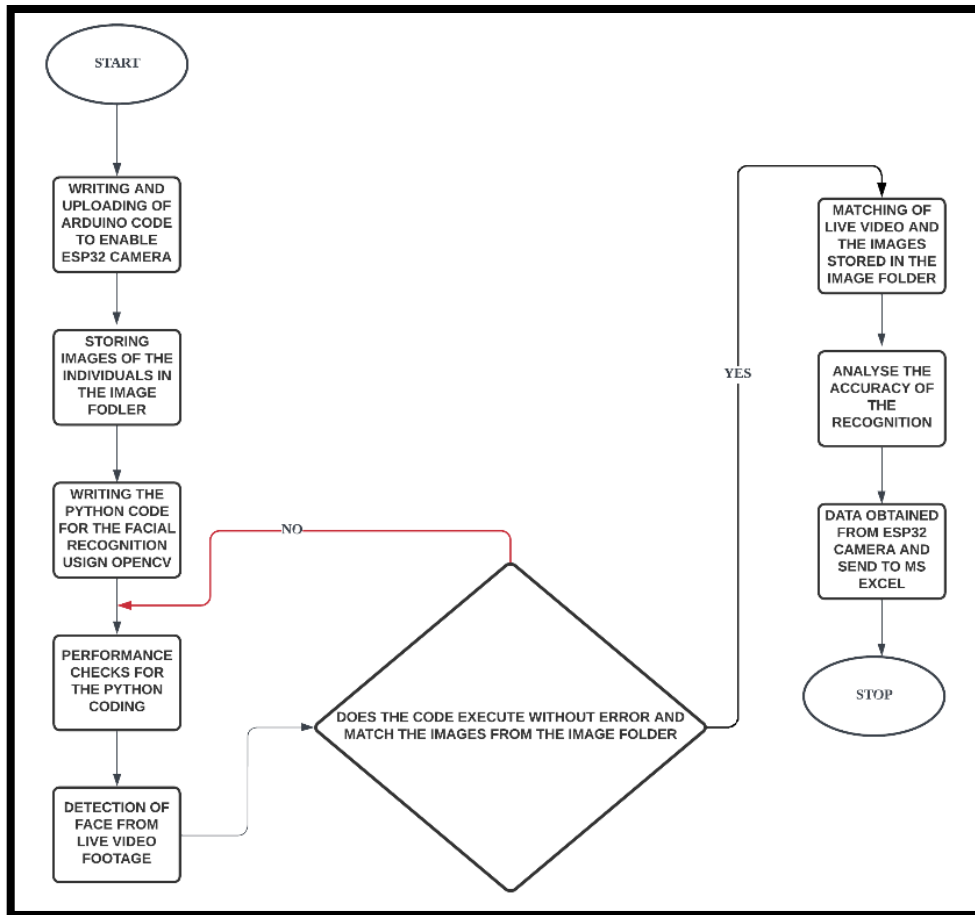 START
WRITING AND
UPLOADING OF
ARDUINO CODE
TO ENABLE
ESP32 CAMERA
STORING
IMAGES OF THE
INDIVIDUALS IN
THE IMAGE
FODLER
WRITING THE
PYTHON CODE
FOR THE FACIAL
RECOGNITION
USIGN OPENCV
NO
PERFORMANCE
CHECKS FOR
THE PYTHON
CODING
DETECTION OF
FACE FROM
LIVE VIDEO
FOOTAGE
DOES THE CODE EXECUTE WITHOUT ERROR AND
MATCH THE IMAGES FROM THE IMAGE FOLDER
YES
MATCHING OF
LIVE VIDEO AND
THE IMAGES
STORED IN THE
IMAGE FOLDER
ANALYSE THE
ACCURACY OF
THE
RECOGNITION
DATA OBTAINED
FROM ESP32
CAMERA AND
SEND TO MS
EXCEL
STOP